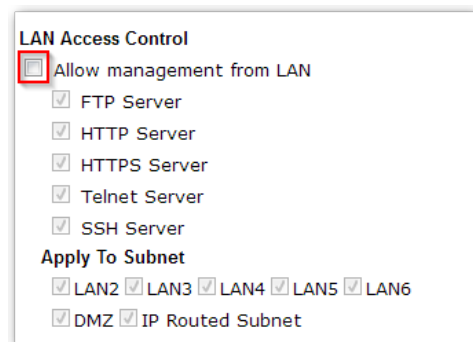 LAN Access Control
Allow management from LAN
FTP Server
HTTP Server
HTTPS Server
Telnet Server
SSH Server
Apply To Subnet
LAN2 LAN3 LAN4 LAN5 LAN6
DMZ IP Routed Subnet